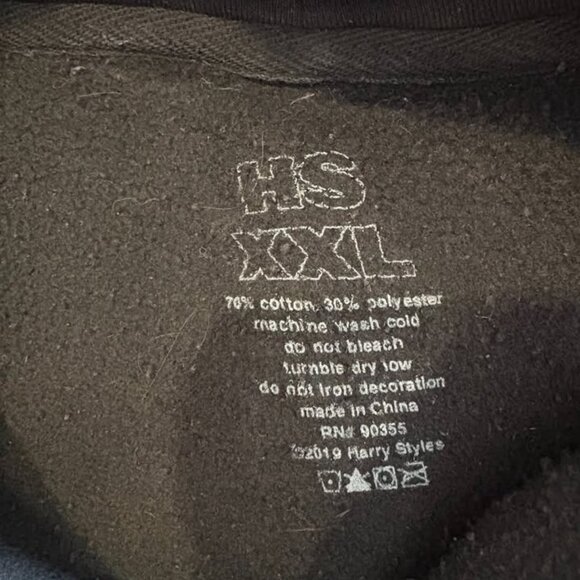 HS
XXL
70% cotton, 30% polyester
machine wash cold
do not bleach
tumble dry low
do not iron decoration
made in China
RN# 90355
©2019 Harry Styles